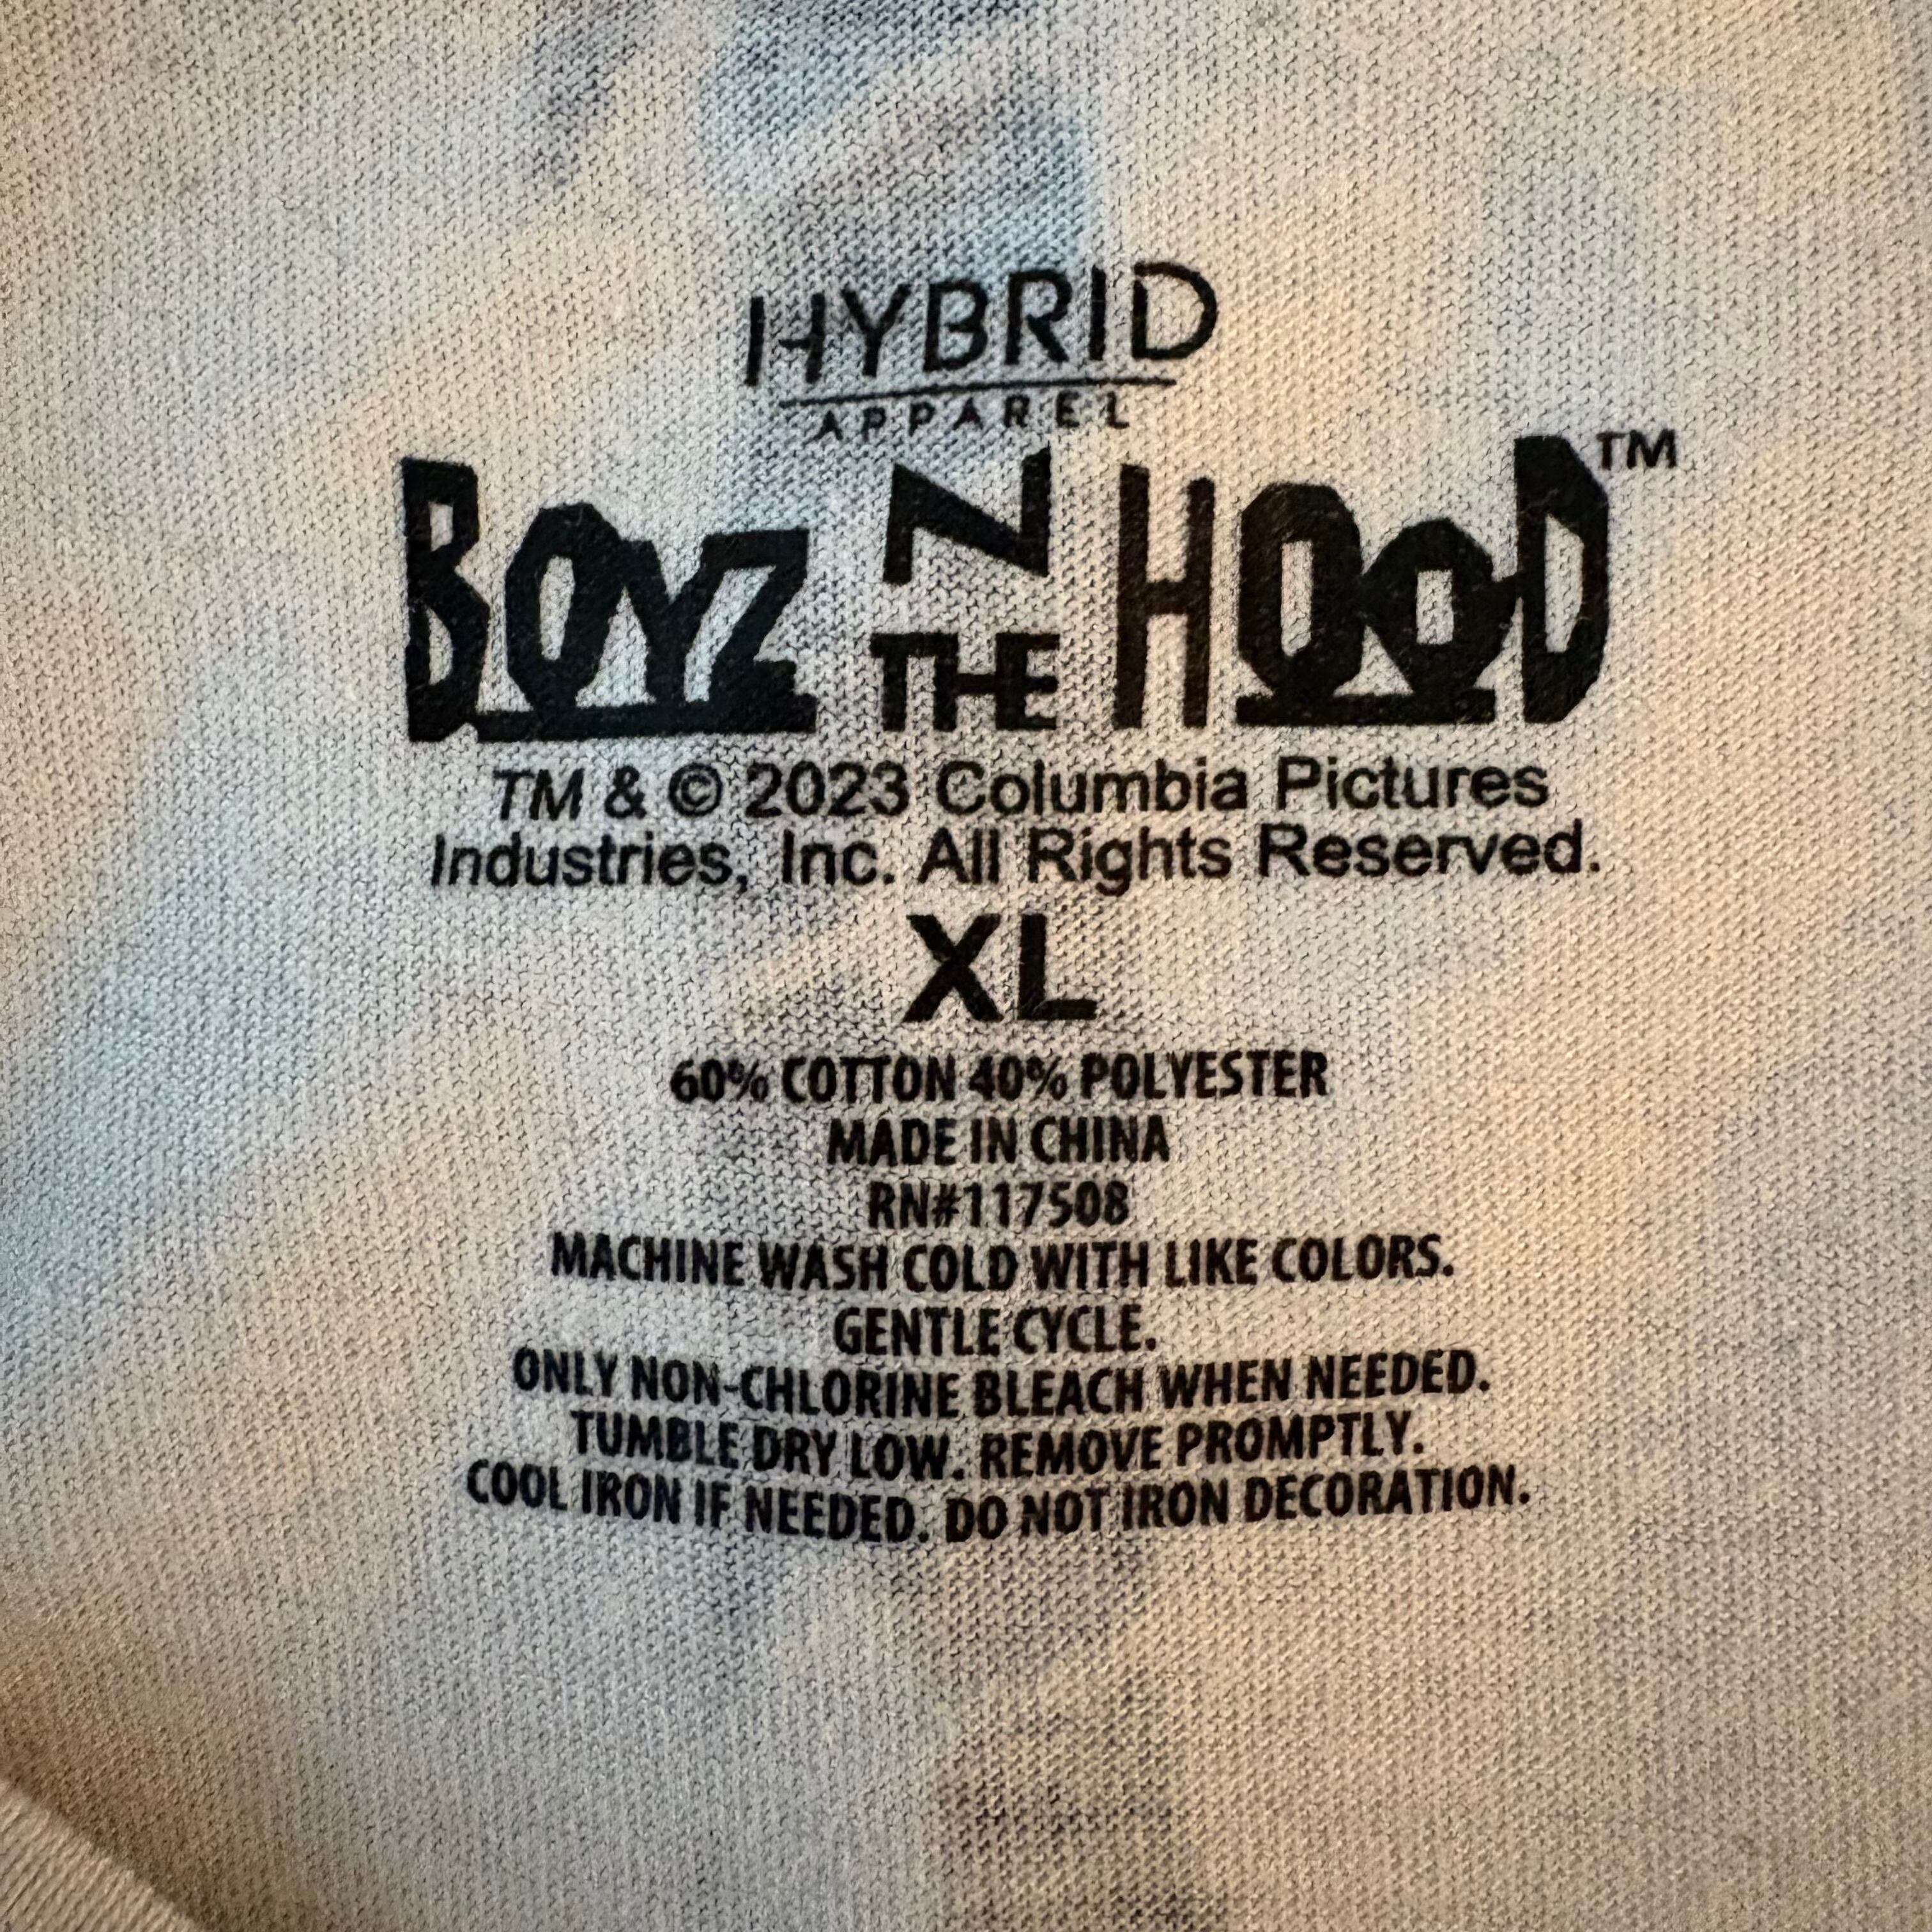 HYBRID
APPAREL
BOYZ N THE HOOD™
TM & © 2023 Columbia Pictures
Industries, Inc. All Rights Reserved.
XL
60% COTTON 40% POLYESTER
MADE IN CHINA
RN#117508
MACHINE WASH COLD WITH LIKE COLORS.
GENTLE CYCLE.
ONLY NON-CHLORINE BLEACH WHEN NEEDED.
TUMBLE DRY LOW. REMOVE PROMPTLY.
COOL IRON IF NEEDED. DO NOT IRON DECORATION.